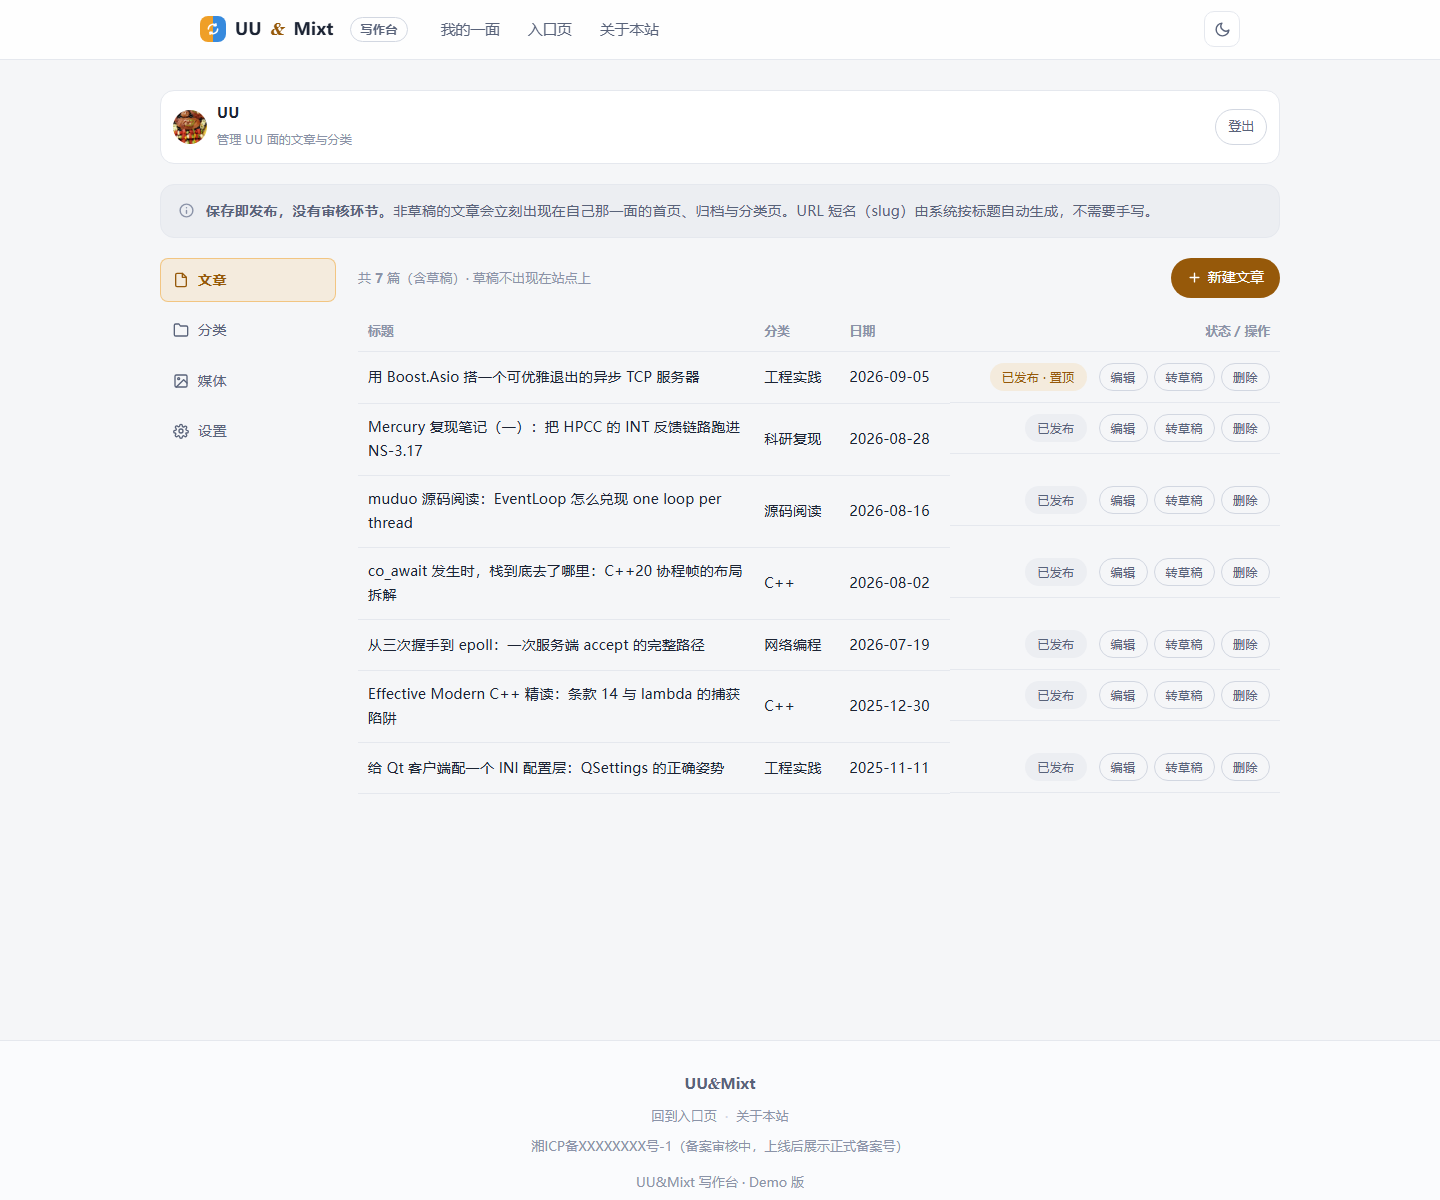 UU & Mixt 写作台 我的一面 入口页 关于本站
UU
管理 UU 面的文章与分类
登出
保存即发布，没有审核环节。非草稿的文章会立刻出现在自己那一面的首页、归档与分类页。URL 短名（slug）由系统按标题自动生成，不需要手写。
文章
分类
媒体
设置
共 7 篇（含草稿）· 草稿不出现在站点上
新建文章
标题 分类 日期 状态 / 操作
用 Boost.Asio 搭一个可优雅退出的异步 TCP 服务器 工程实践 2026-09-05 已发布 · 置顶 编辑 转草稿 删除
Mercury 复现笔记（一）：把 HPCC 的 INT 反馈链路跑进
NS-3.17 科研复现 2026-08-28 已发布 编辑 转草稿 删除
muduo 源码阅读：EventLoop 怎么兑现 one loop per
thread 源码阅读 2026-08-16 已发布 编辑 转草稿 删除
co_await 发生时，栈到底去了哪里：C++20 协程帧的布局
拆解 C++ 2026-08-02 已发布 编辑 转草稿 删除
从三次握手到 epoll：一次服务端 accept 的完整路径 网络编程 2026-07-19 已发布 编辑 转草稿 删除
Effective Modern C++ 精读：条款 14 与 lambda 的捕获
陷阱 C++ 2025-12-30 已发布 编辑 转草稿 删除
给 Qt 客户端配一个 INI 配置层：QSettings 的正确姿势 工程实践 2025-11-11 已发布 编辑 转草稿 删除
UU&Mixt
回到入口页 · 关于本站
湘ICP备XXXXXXXX号-1（备案审核中，上线后展示正式备案号）
UU&Mixt 写作台 · Demo 版